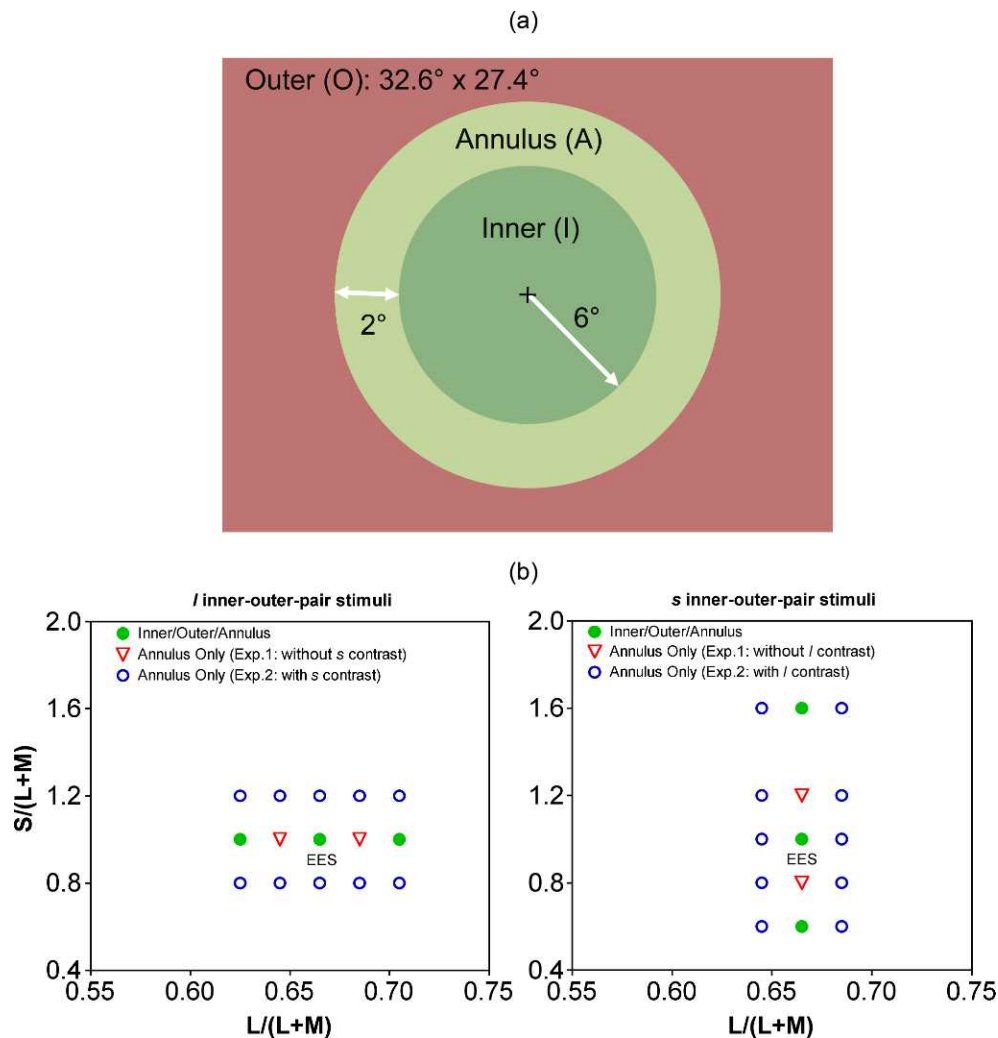 (a)
Outer (O): 32.6° x 27.4°
Annulus (A)
Inner (I)
2°
6°
(b)
l inner-outer-pair stimuli
2.0
Inner/Outer/Annulus
Annulus Only (Exp.1: without s contrast)
Annulus Only (Exp.2: with s contrast)
1.6
S/(L+M)
1.2
EES
0.8
0.4
0.55 0.60 0.65 0.70 0.75
L/(L+M)
s inner-outer-pair stimuli
2.0
Inner/Outer/Annulus
Annulus Only (Exp.1: without l contrast)
Annulus Only (Exp.2: with l contrast)
1.6
1.2
EES
0.8
0.4
0.55 0.60 0.65 0.70 0.75
L/(L+M)